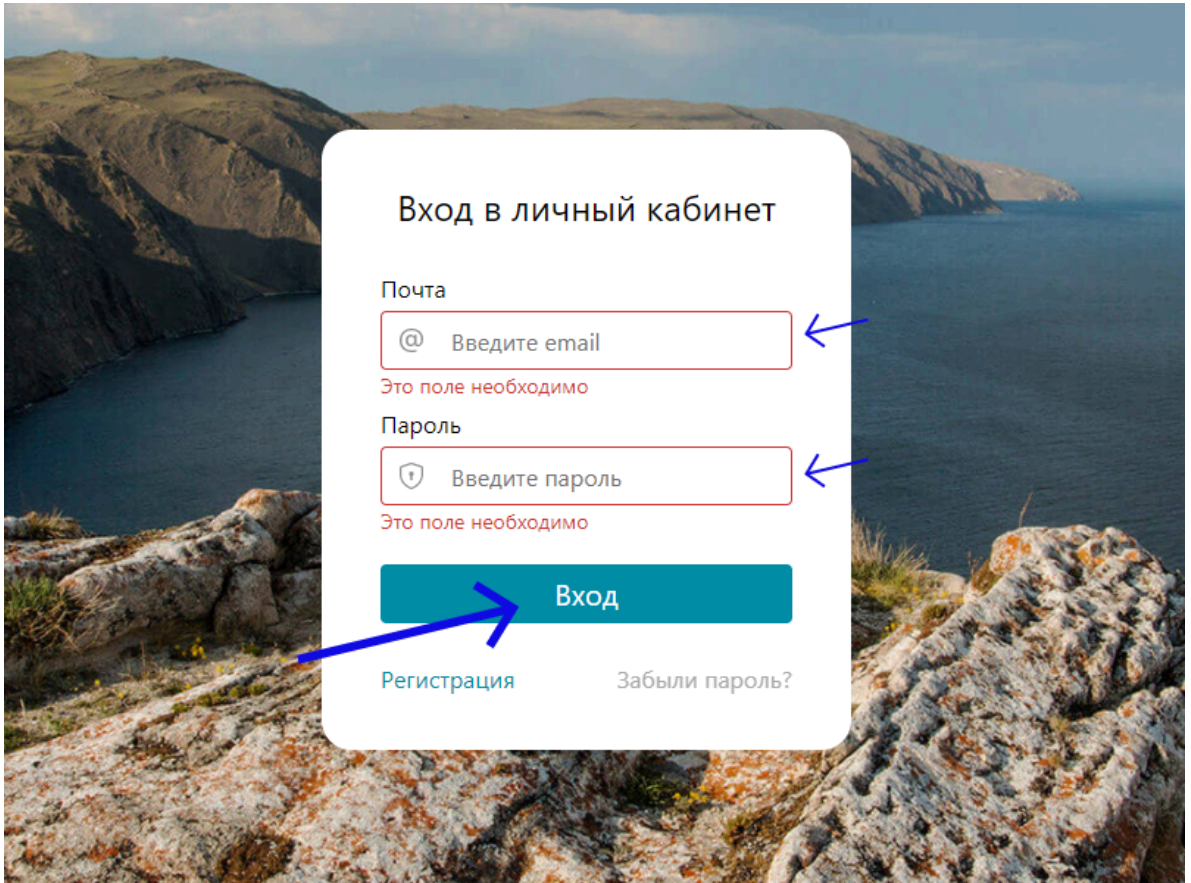 Вход в личный кабинет
Почта
@ Введите email
Это поле необходимо
Пароль
Введите пароль
Это поле необходимо
Вход
Регистрация Забыли пароль?